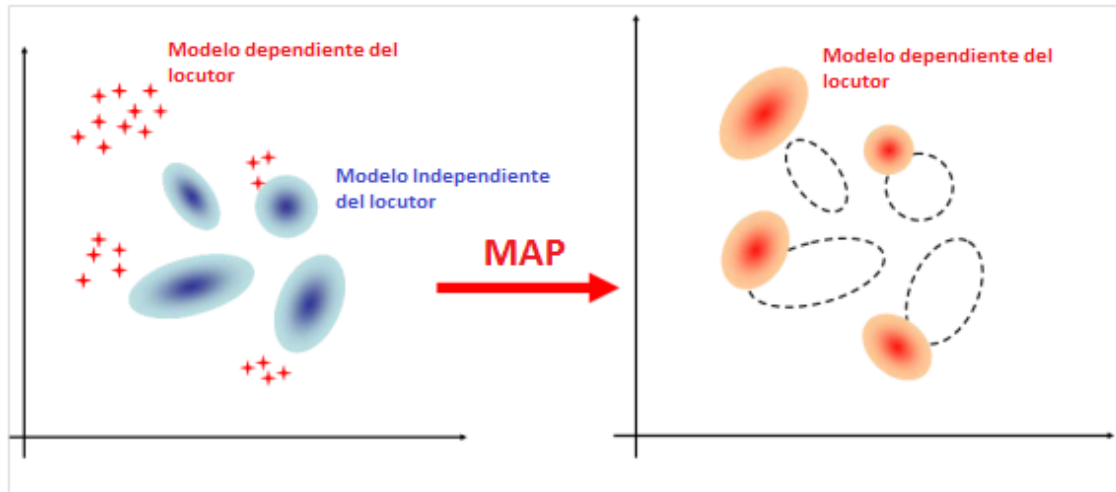 Modelo dependiente del
locutor
Modelo Independiente
del locutor
MAP
Modelo dependiente del
locutor